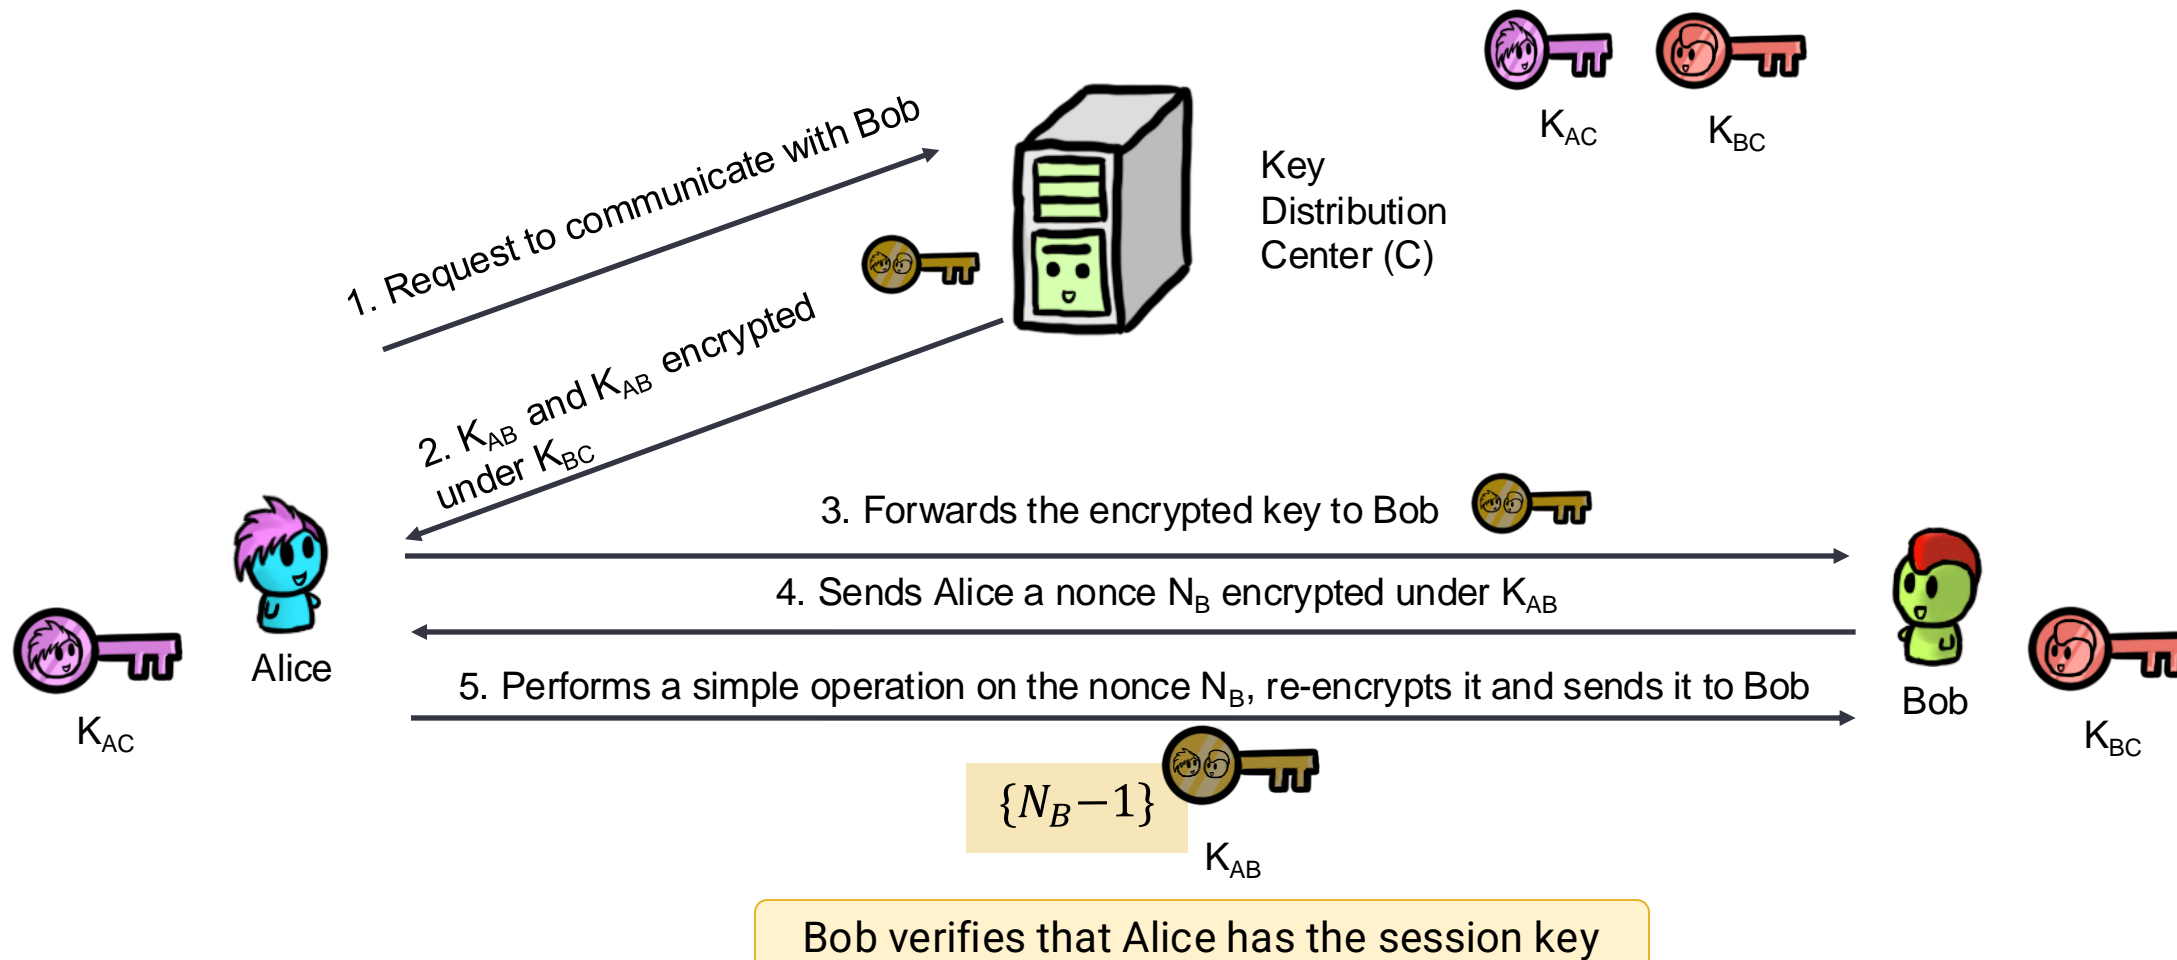 K_AC
K_BC
1. Request to communicate with Bob
Key
Distribution
Center (C)
2. K_AB and K_AB encrypted
under K_BC
3. Forwards the encrypted key to Bob
4. Sends Alice a nonce N_B encrypted under K_AB
Alice
5. Performs a simple operation on the nonce N_B, re-encrypts it and sends it to Bob
Bob
K_AC
K_BC
{N_B−1}
K_AB
Bob verifies that Alice has the session key